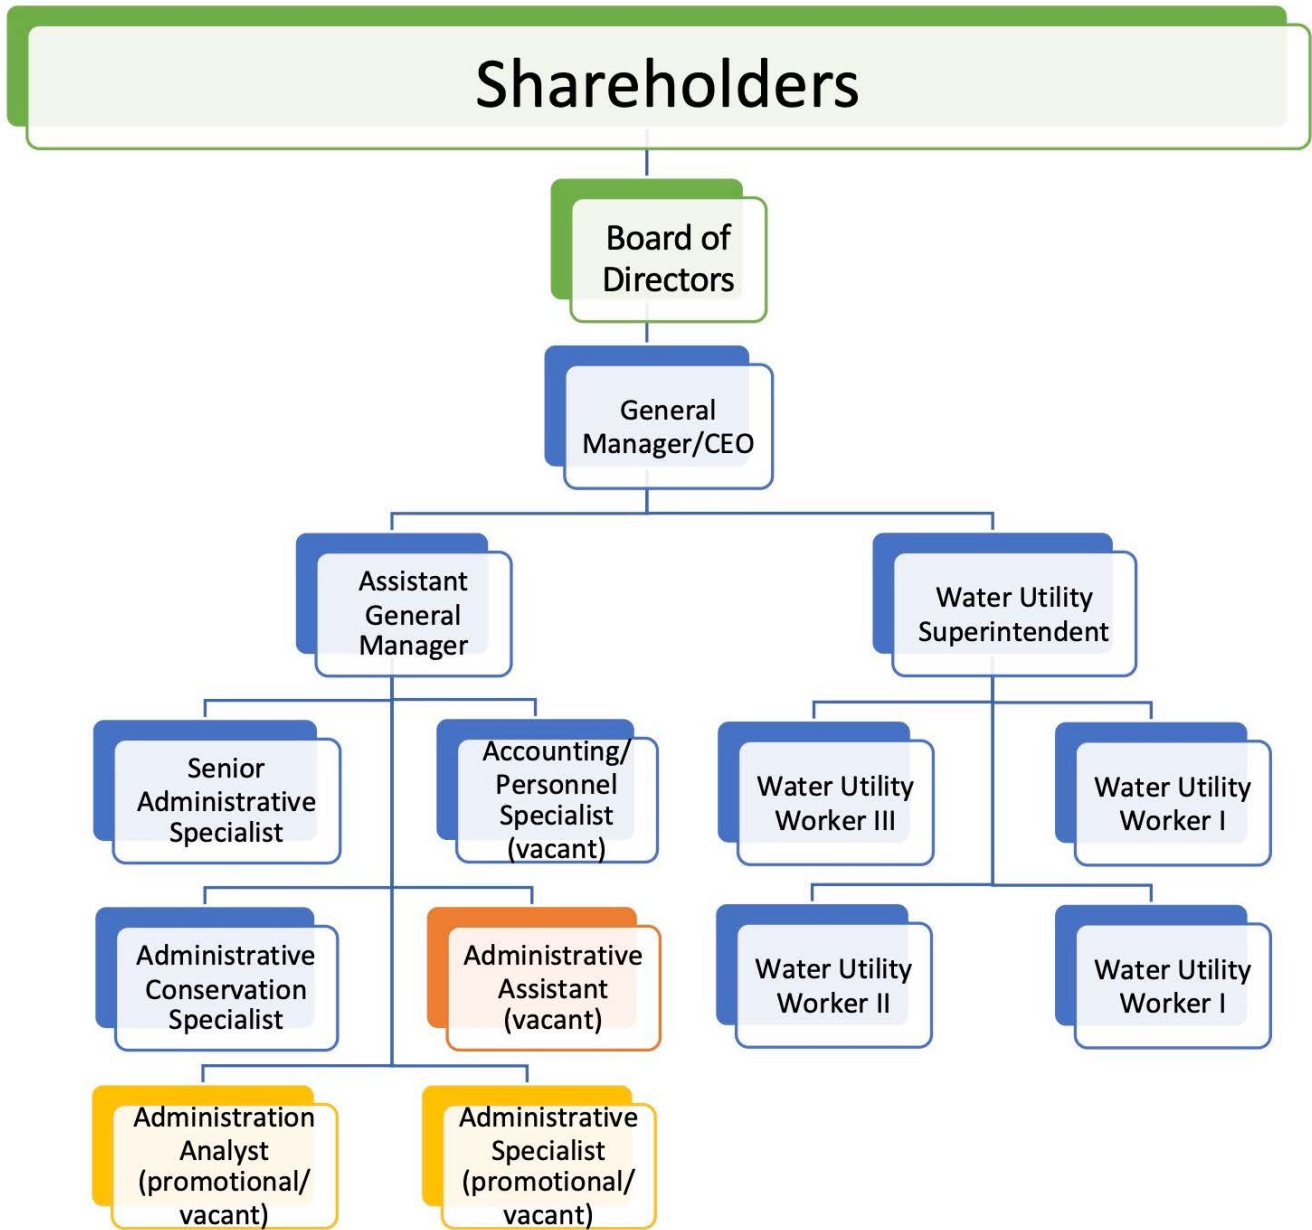 Shareholders
Board of
Directors
General
Manager/CEO
Assistant
General
Manager
Water Utility
Superintendent
Senior
Administrative
Specialist
Accounting/
Personnel
Specialist
(vacant)
Water Utility
Worker III
Water Utility
Worker I
Administrative
Conservation
Specialist
Administrative
Assistant
(vacant)
Water Utility
Worker II
Water Utility
Worker I
Administration
Analyst
(promotional/
vacant)
Administrative
Specialist
(promotional/
vacant)